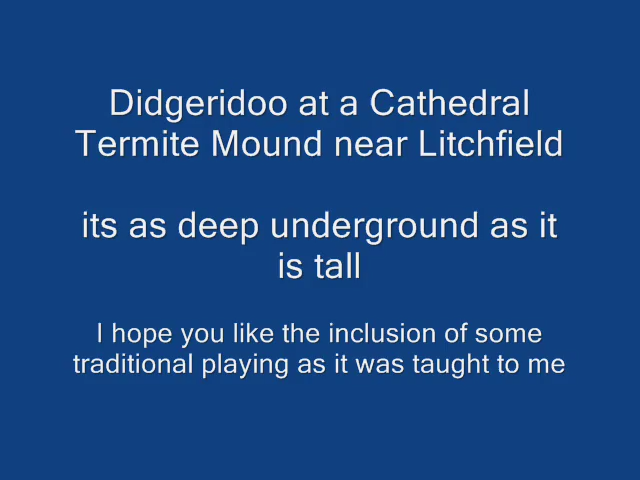 Didgeridoo at a Cathedral
Termite Mound near Litchfield
its as deep underground as it
is tall
I hope you like the inclusion of some
traditional playing as it was taught to me